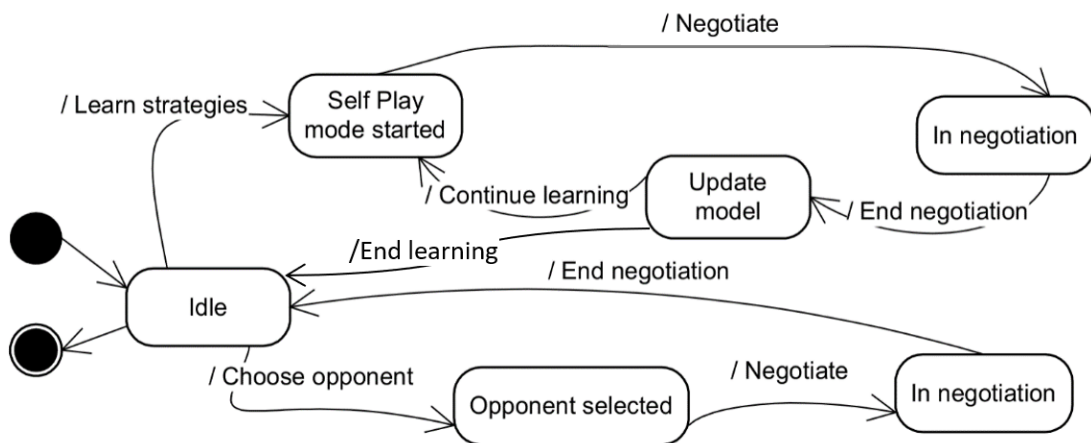 / Negotiate
/ Learn strategies
Self Play
mode started
In negotiation
Update
model
/ Continue learning
/ End negotiation
/End learning
/ End negotiation
Idle
/ Choose opponent
/ Negotiate
Opponent selected
In negotiation